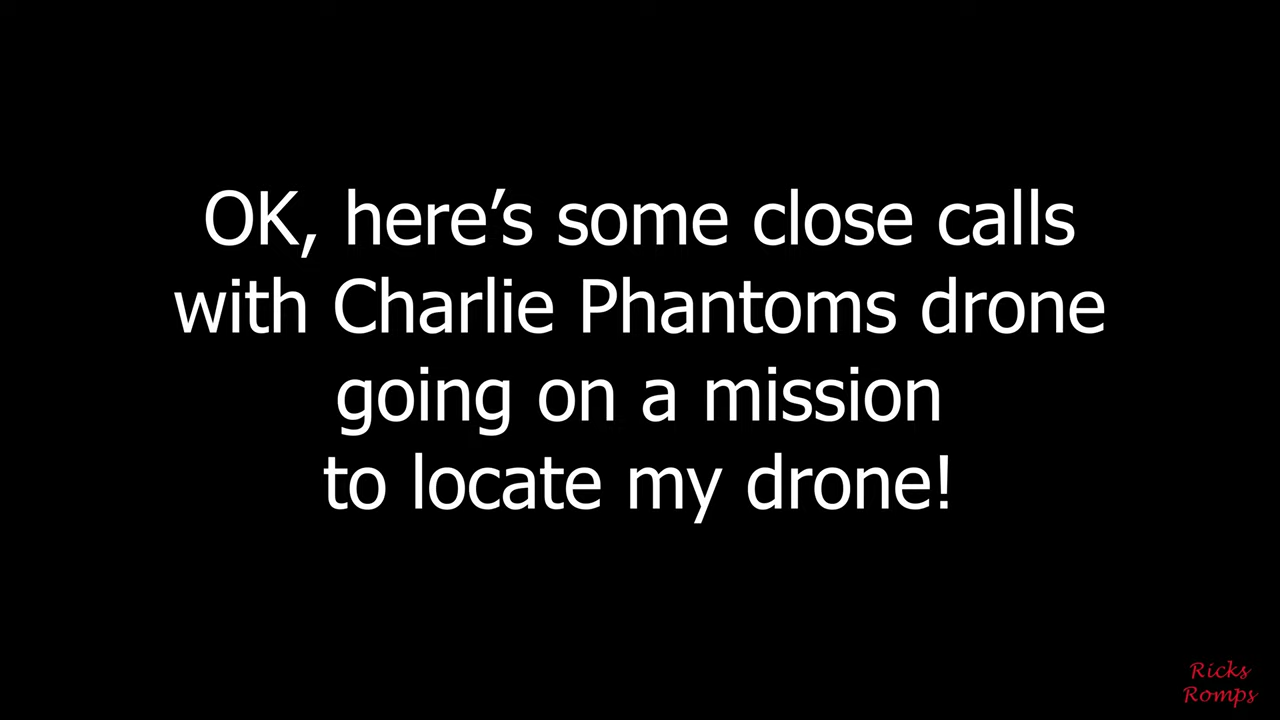 OK, here’s some close calls
with Charlie Phantoms drone
going on a mission
to locate my drone!
Ricks
Romps